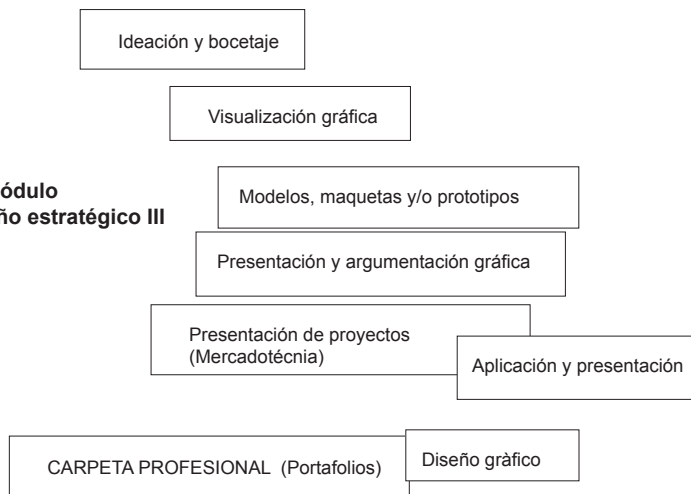 Ideación y bocetaje
Visualización gráfica
ódulo
ño estratégico III
Modelos, maquetas y/o prototipos
Presentación y argumentación gráfica
Presentación de proyectos
(Mercadotécnia)
Aplicación y presentación
CARPETA PROFESIONAL (Portafolios)
Diseño gràfico